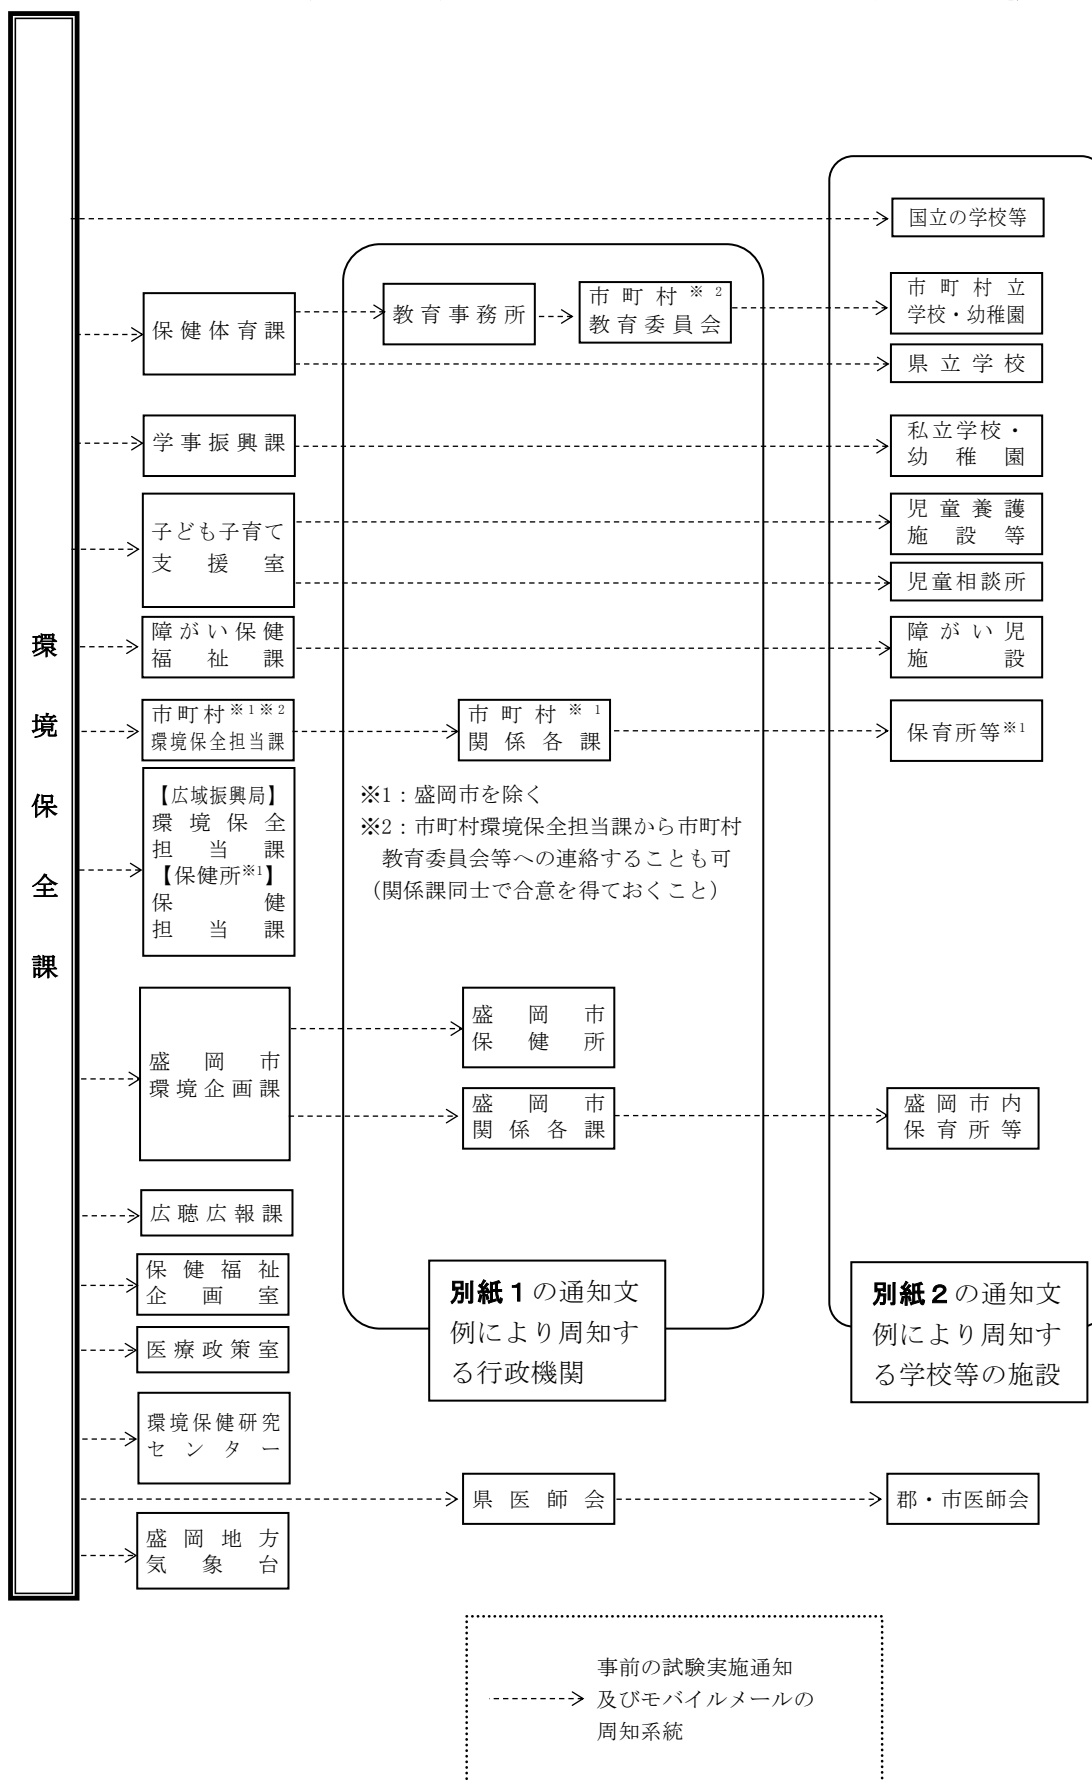 環境保全課
国立の学校等
保健体育課
教育事務所
市町村※2
教育委員会
市町村立
学校・幼稚園
県立学校
学事振興課
私立学校・
幼稚園
子ども子育て
支援室
児童養護
施設等
児童相談所
障がい保健
福祉課
障がい児
施設
市町村※1※2
環境保全担当課
市町村※1
関係各課
保育所等※1
【広域振興局】
環境保全
担当課
【保健所※1】
保健
担当課
※1：盛岡市を除く
※2：市町村環境保全担当課から市町村
教育委員会等への連絡することも可
（関係課同士で合意を得ておくこと）
盛岡市
環境企画課
盛岡市
保健所
盛岡市
関係各課
盛岡市内
保育所等
広聴広報課
保健福祉
企画室
医療政策室
環境保健研究
センター
別紙１の通知文
例により周知す
る行政機関
別紙２の通知文
例により周知す
る学校等の施設
県医師会
郡・市医師会
盛岡地方
気象台
事前の試験実施通知
及びモバイルメールの
周知系統